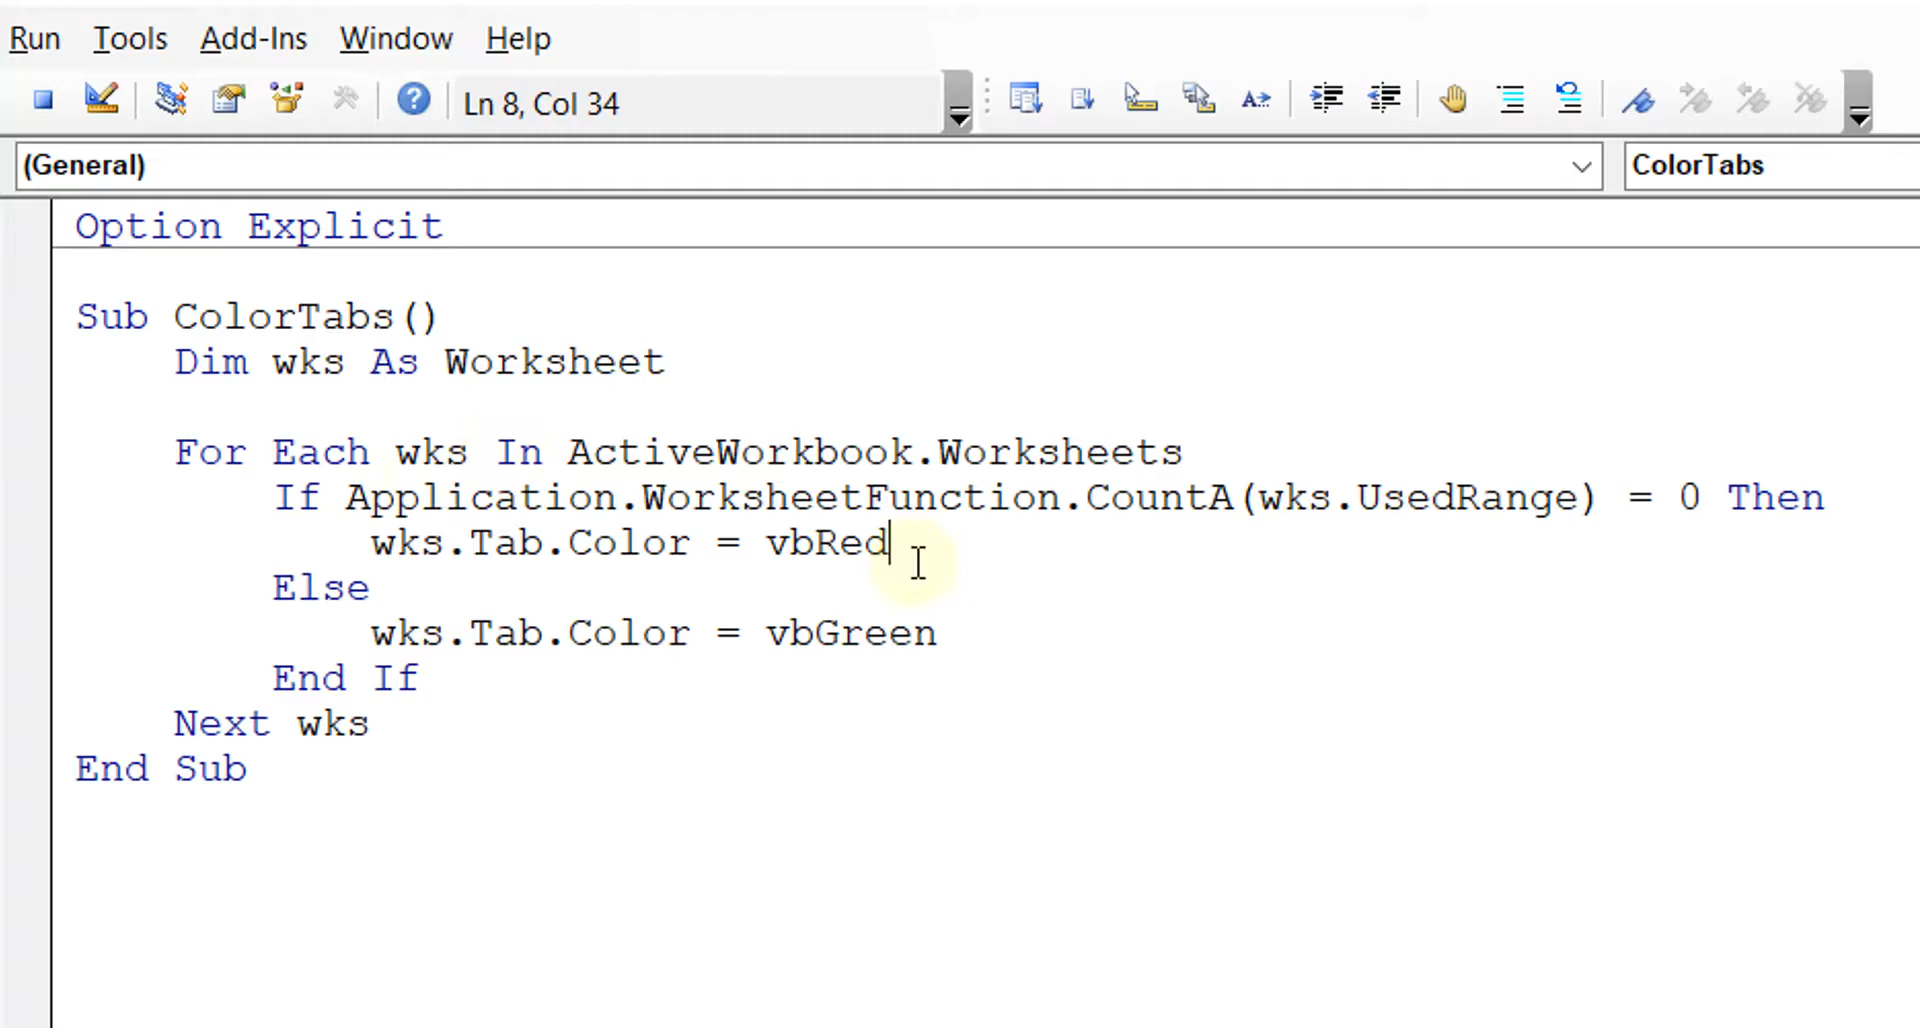 Run Tools Add-Ins Window Help
Ln 8, Col 34
(General) ColorTabs
Option Explicit
Sub ColorTabs()
Dim wks As Worksheet
For Each wks In ActiveWorkbook.Worksheets
If Application.WorksheetFunction.CountA(wks.UsedRange) = 0 Then
wks.Tab.Color = vbRed
Else
wks.Tab.Color = vbGreen
End If
Next wks
End Sub